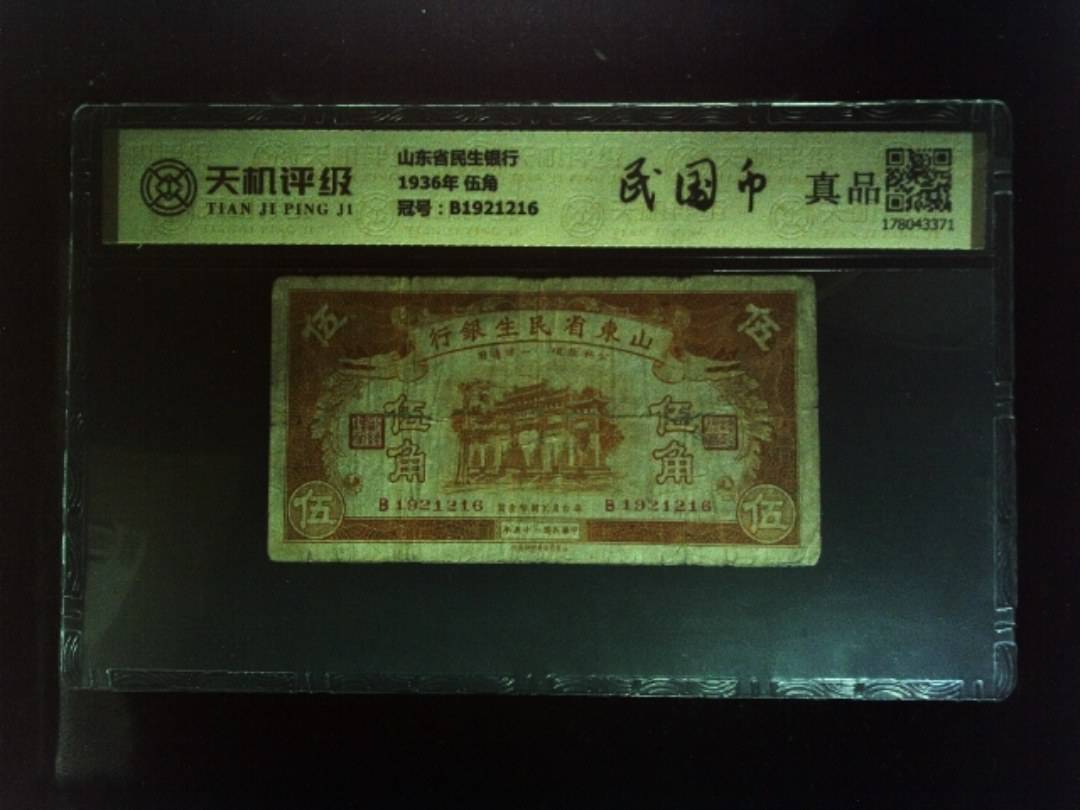 天机评级
TIAN JI PING JI
山东省民生银行
1936年 伍角
冠号：B1921216
民国币
真品
178043371
伍
伍
行銀生民省東山
伍角
伍角
B1921216
B1921216
伍
伍